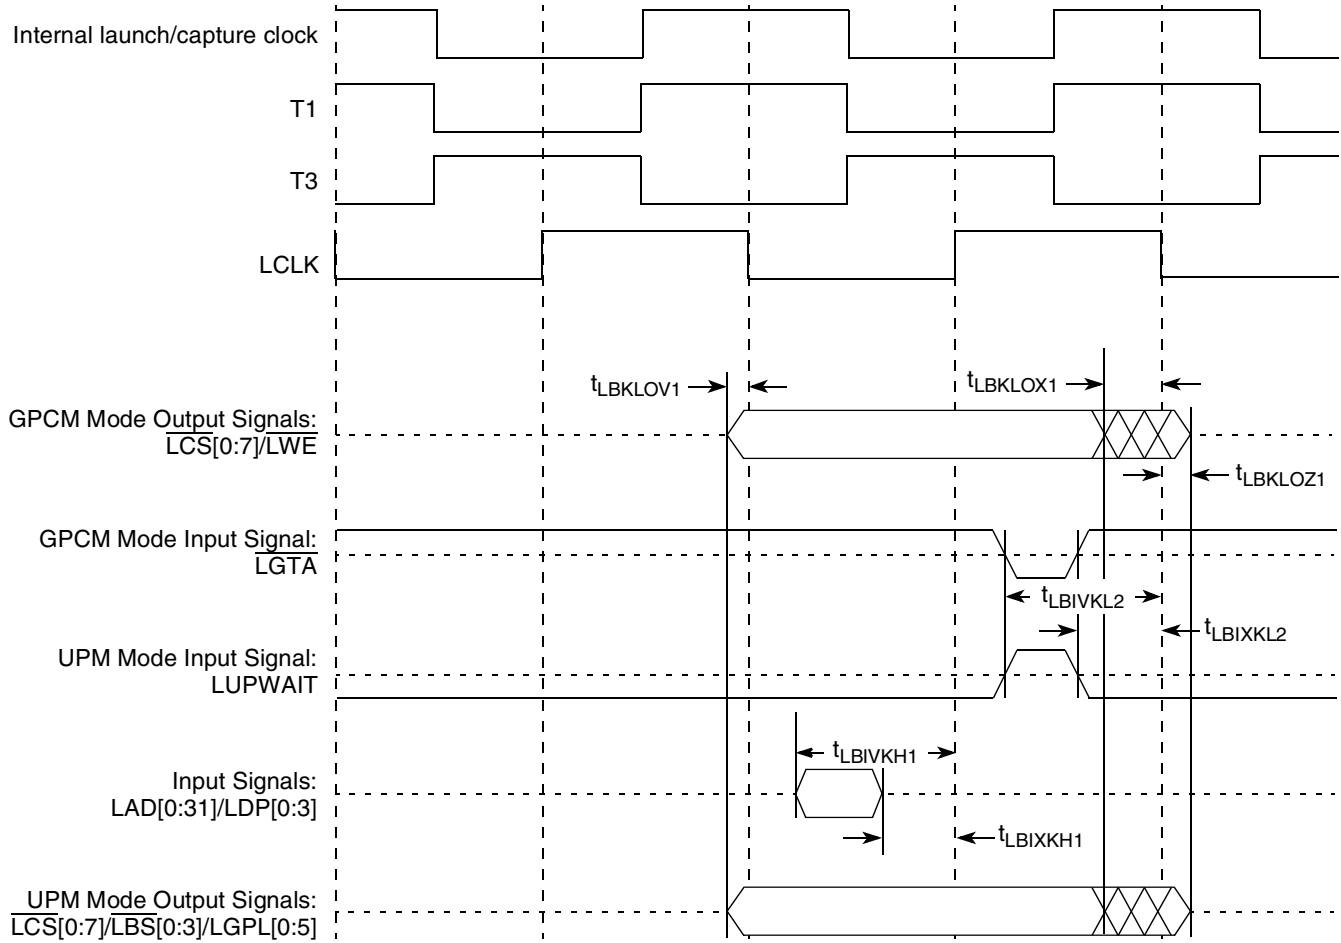 Internal launch/capture clock
T1
T3
LCLK
tLBKLOV1
tLBKLOX1
GPCM Mode Output Signals:
LCS[0:7]/LWE
tLBKLOZ1
GPCM Mode Input Signal:
LGTA
tLBIVKL2
tLBIXKL2
UPM Mode Input Signal:
LUPWAIT
tLBIVKH1
Input Signals:
LAD[0:31]/LDP[0:3]
tLBIXKH1
UPM Mode Output Signals:
LCS[0:7]/LBS[0:3]/LGPL[0:5]